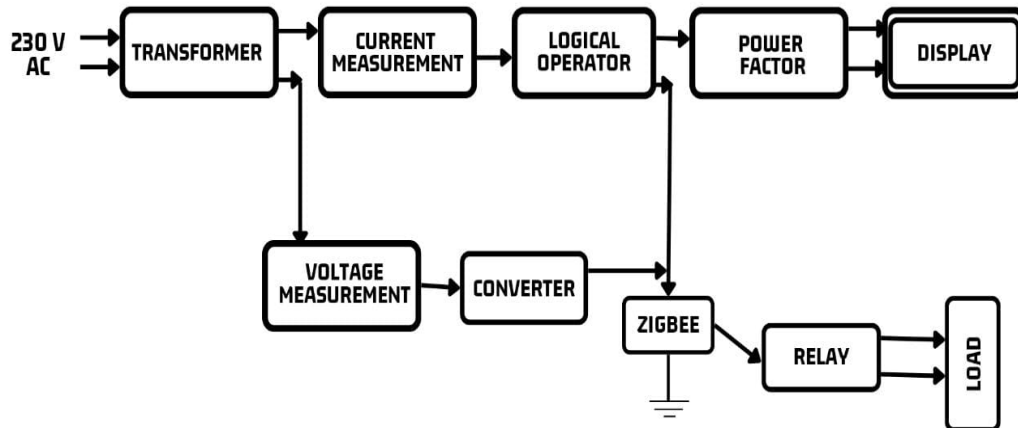 230 V
AC
TRANSFORMER
CURRENT
MEASUREMENT
LOGICAL
OPERATOR
POWER
FACTOR
DISPLAY
VOLTAGE
MEASUREMENT
CONVERTER
ZIGBEE
RELAY
LOAD